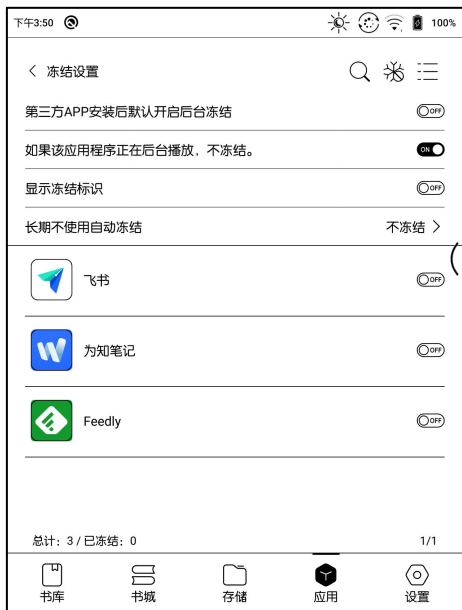 下午3:50 100%
冻结设置
第三方APP安装后默认开启后台冻结 OFF
如果该应用程序正在后台播放，不冻结。 ON
显示冻结标识 OFF
长期不使用自动冻结 不冻结
飞书 OFF
为知笔记 OFF
Feedly OFF
总计：3 / 已冻结：0 1/1
书库 书城 存储 应用 设置